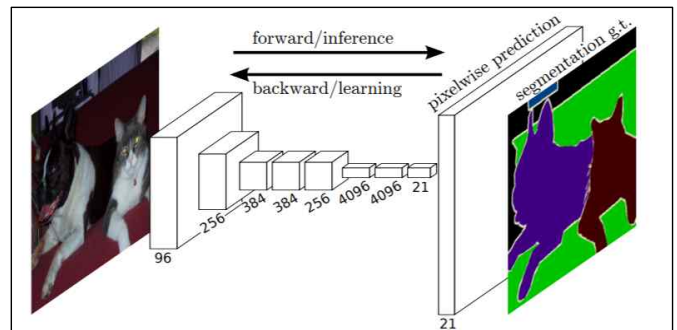 forward/inference
backward/learning
pixelwise prediction
segmentation g.t.
96
256
384
384
256
4096
4096
21
21